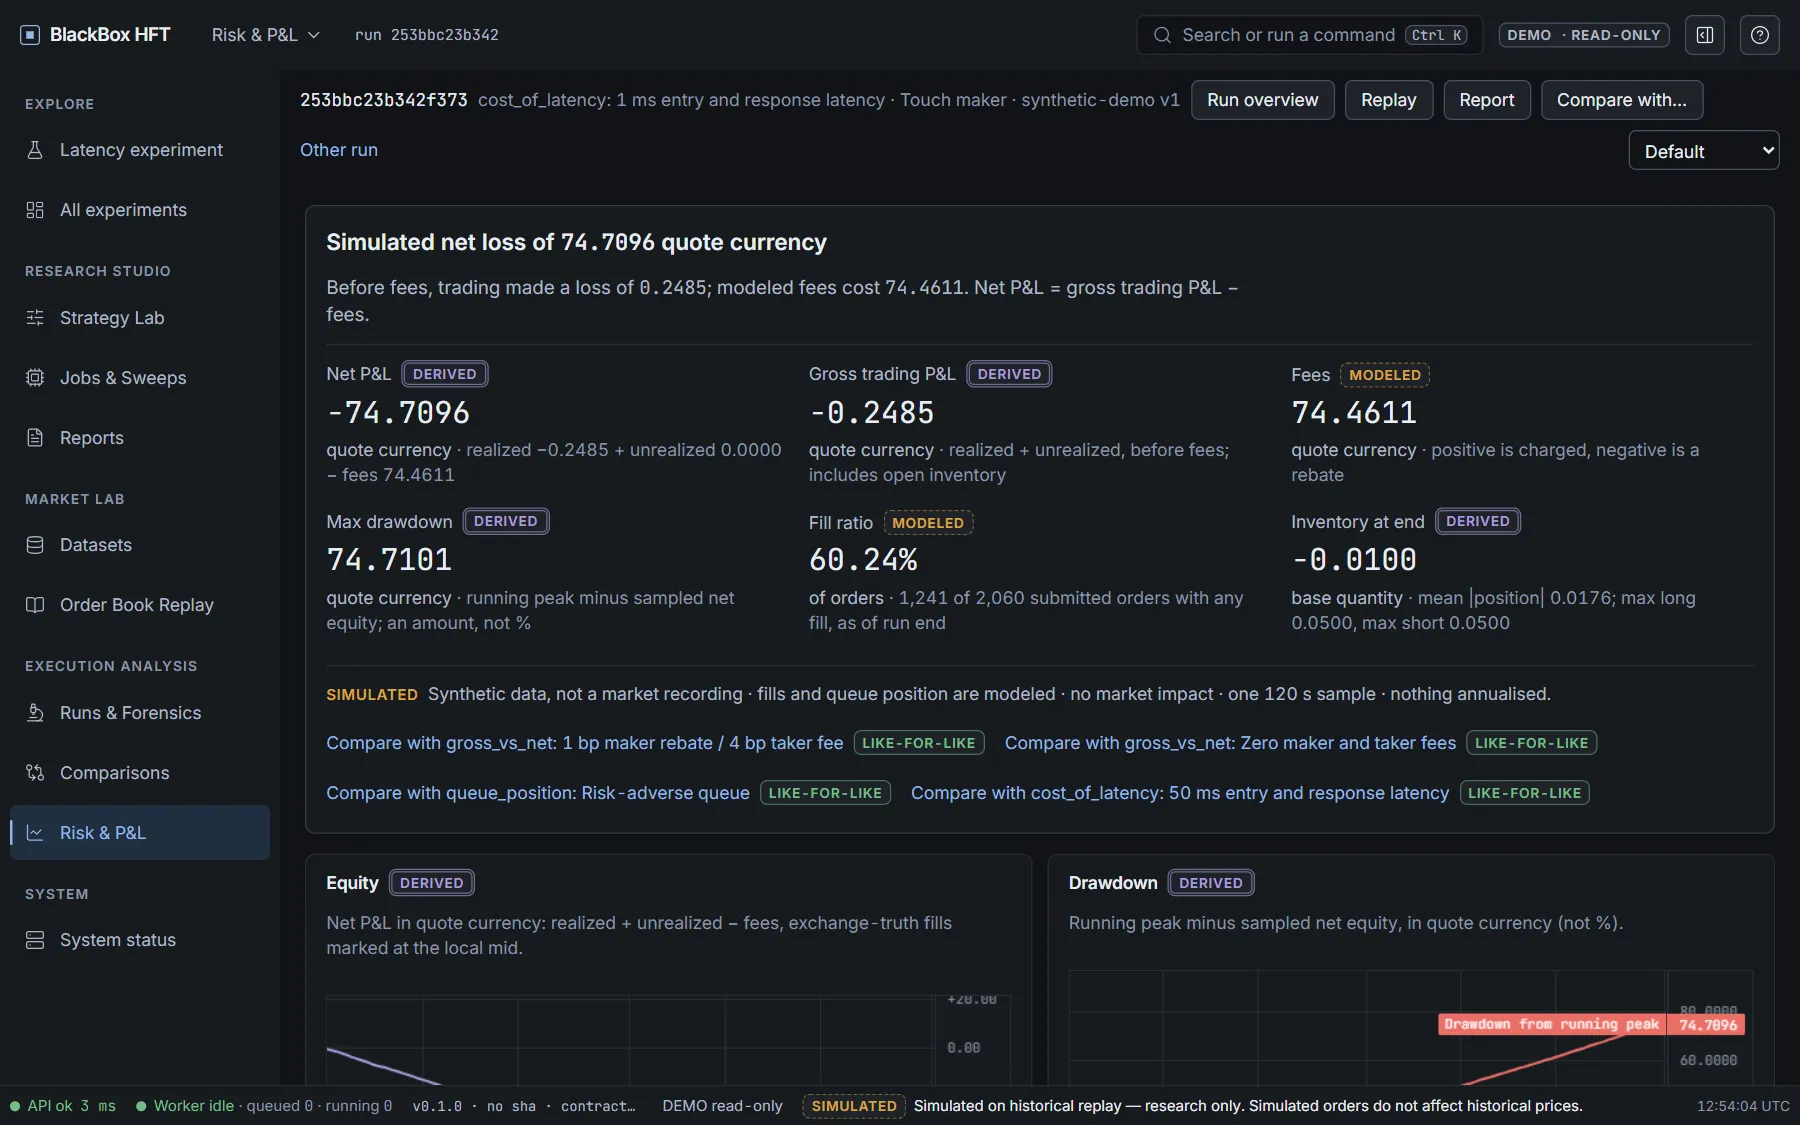 BlackBox HFT
Risk & P&L
run 253bbc23b342
Search or run a command Ctrl K
DEMO · READ-ONLY
EXPLORE
Latency experiment
All experiments
RESEARCH STUDIO
Strategy Lab
Jobs & Sweeps
Reports
MARKET LAB
Datasets
Order Book Replay
EXECUTION ANALYSIS
Runs & Forensics
Comparisons
Risk & P&L
SYSTEM
System status
253bbc23b342f373 cost_of_latency: 1 ms entry and response latency · Touch maker · synthetic-demo v1
Run overview
Replay
Report
Compare with...
Other run
Default
Simulated net loss of 74.7096 quote currency
Before fees, trading made a loss of 0.2485; modeled fees cost 74.4611. Net P&L = gross trading P&L −
fees.
Net P&L DERIVED
-74.7096
quote currency · realized −0.2485 + unrealized 0.0000
− fees 74.4611
Gross trading P&L DERIVED
-0.2485
quote currency · realized + unrealized, before fees;
includes open inventory
Fees MODELED
74.4611
quote currency · positive is charged, negative is a
rebate
Max drawdown DERIVED
74.7101
quote currency · running peak minus sampled net
equity; an amount, not %
Fill ratio MODELED
60.24%
of orders · 1,241 of 2,060 submitted orders with any
fill, as of run end
Inventory at end DERIVED
-0.0100
base quantity · mean |position| 0.0176; max long
0.0500, max short 0.0500
SIMULATED Synthetic data, not a market recording · fills and queue position are modeled · no market impact · one 120 s sample · nothing annualised.
Compare with gross_vs_net: 1 bp maker rebate / 4 bp taker fee LIKE-FOR-LIKE
Compare with gross_vs_net: Zero maker and taker fees LIKE-FOR-LIKE
Compare with queue_position: Risk-adverse queue LIKE-FOR-LIKE
Compare with cost_of_latency: 50 ms entry and response latency LIKE-FOR-LIKE
Equity DERIVED
Net P&L in quote currency: realized + unrealized − fees, exchange-truth fills
marked at the local mid.
+20.00
0.00
Drawdown DERIVED
Running peak minus sampled net equity, in quote currency (not %).
80.0000
Drawdown from running peak 74.7096
60.0000
API ok 3 ms
Worker idle · queued 0 · running 0
v0.1.0 · no sha · contract…
DEMO read-only
SIMULATED Simulated on historical replay — research only. Simulated orders do not affect historical prices.
12:54:04 UTC